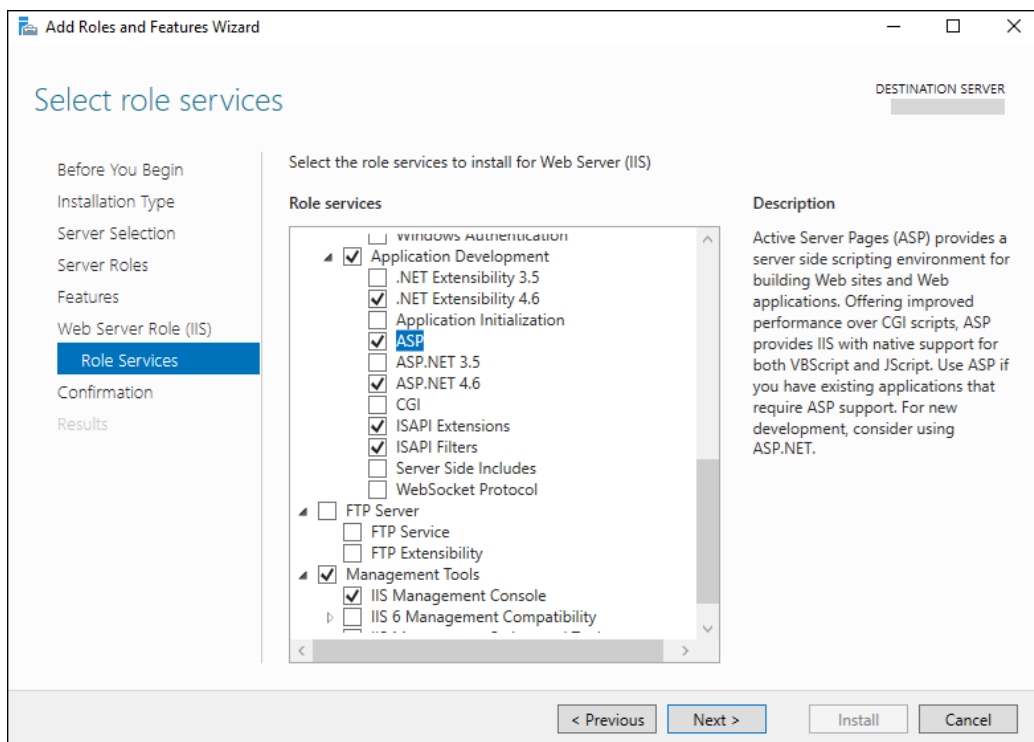 Add Roles and Features Wizard
Select role services
DESTINATION SERVER
Before You Begin
Installation Type
Server Selection
Server Roles
Features
Web Server Role (IIS)
Role Services
Confirmation
Results
Select the role services to install for Web Server (IIS)
Role services
Windows Authentication
Application Development
.NET Extensibility 3.5
.NET Extensibility 4.6
Application Initialization
ASP
ASP.NET 3.5
ASP.NET 4.6
CGI
ISAPI Extensions
ISAPI Filters
Server Side Includes
WebSocket Protocol
FTP Server
FTP Service
FTP Extensibility
Management Tools
IIS Management Console
IIS 6 Management Compatibility
Description
Active Server Pages (ASP) provides a
server side scripting environment for
building Web sites and Web
applications. Offering improved
performance over CGI scripts, ASP
provides IIS with native support for
both VBScript and JScript. Use ASP if
you have existing applications that
require ASP support. For new
development, consider using
ASP.NET.
< Previous
Next >
Install
Cancel